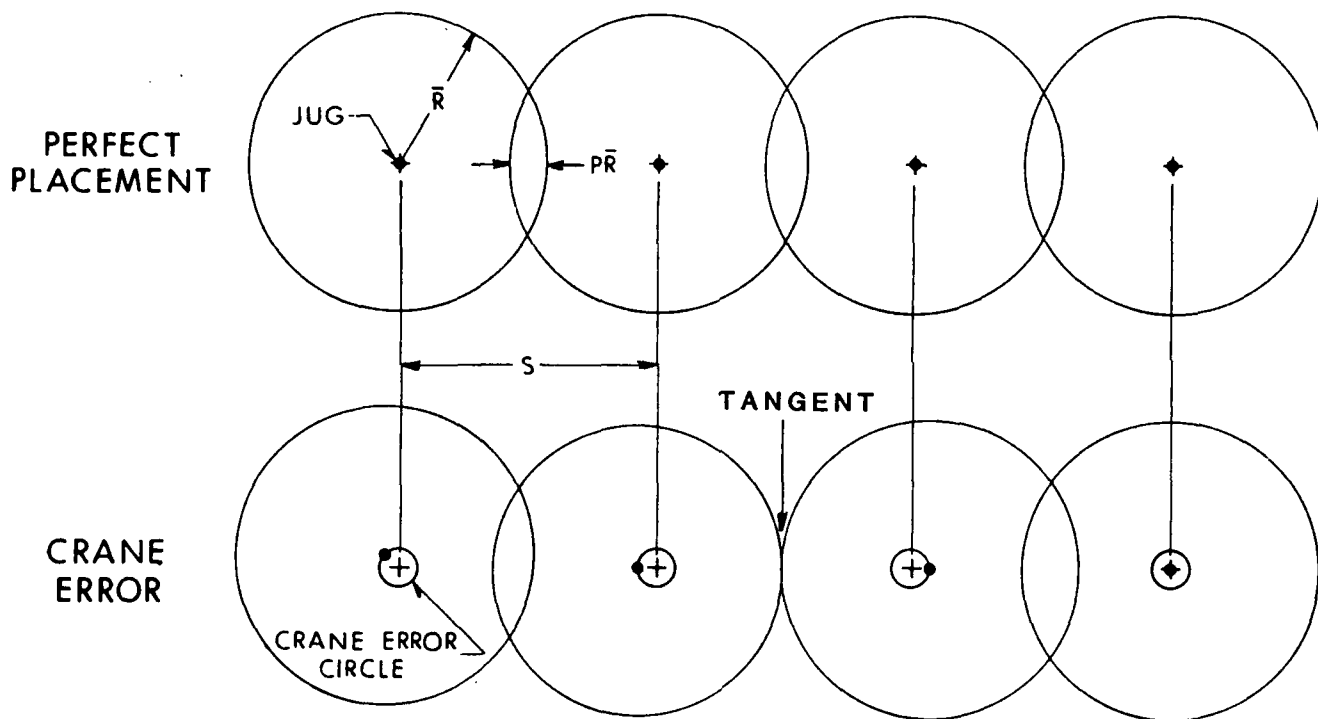 PERFECT
PLACEMENT
JUG
R̄
PR̄
S
TANGENT
CRANE
ERROR
CRANE ERROR
CIRCLE